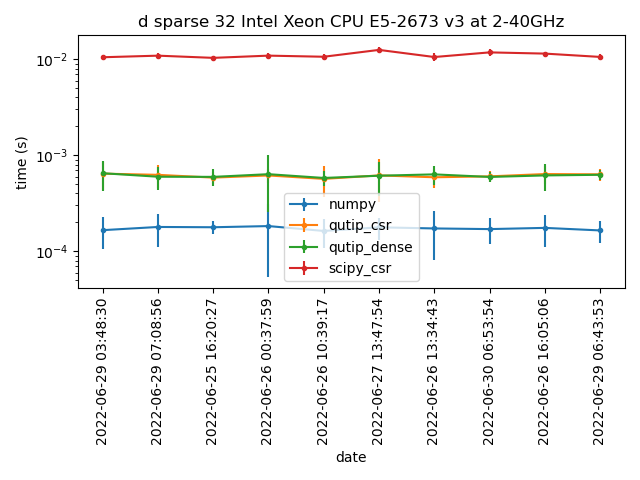 d sparse 32 Intel Xeon CPU E5-2673 v3 at 2-40GHz
time (s)
10⁻²
10⁻³
10⁻⁴
numpy
qutip_csr
qutip_dense
scipy_csr
2022-06-29 03:48:30
2022-06-29 07:08:56
2022-06-25 16:20:27
2022-06-26 00:37:59
2022-06-26 10:39:17
2022-06-27 13:47:54
2022-06-26 13:34:43
2022-06-30 06:53:54
2022-06-26 16:05:06
2022-06-29 06:43:53
date